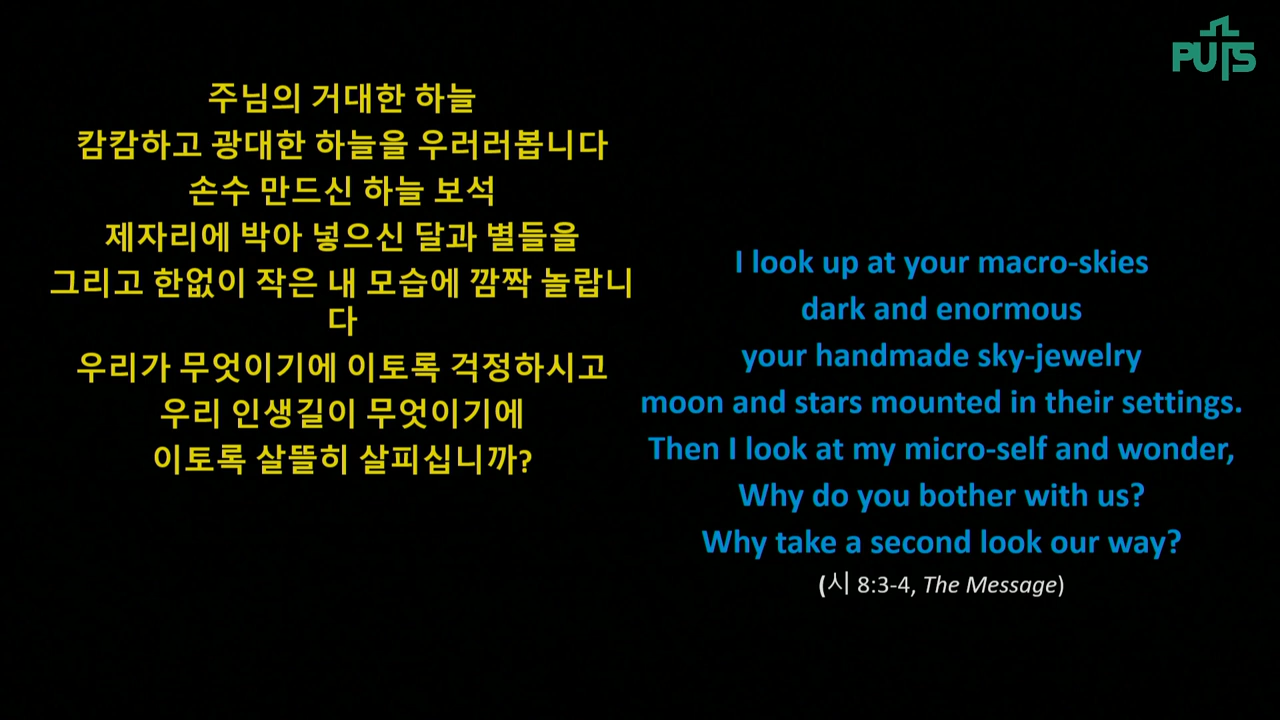 PUTS
주님의 거대한 하늘
캄캄하고 광대한 하늘을 우러러봅니다
손수 만드신 하늘 보석
제자리에 박아 넣으신 달과 별들을
그리고 한없이 작은 내 모습에 깜짝 놀랍니
다
우리가 무엇이기에 이토록 걱정하시고
우리 인생길이 무엇이기에
이토록 살뜰히 살피십니까?
I look up at your macro-skies
dark and enormous
your handmade sky-jewelry
moon and stars mounted in their settings.
Then I look at my micro-self and wonder,
Why do you bother with us?
Why take a second look our way?
(시 8:3-4, The Message)